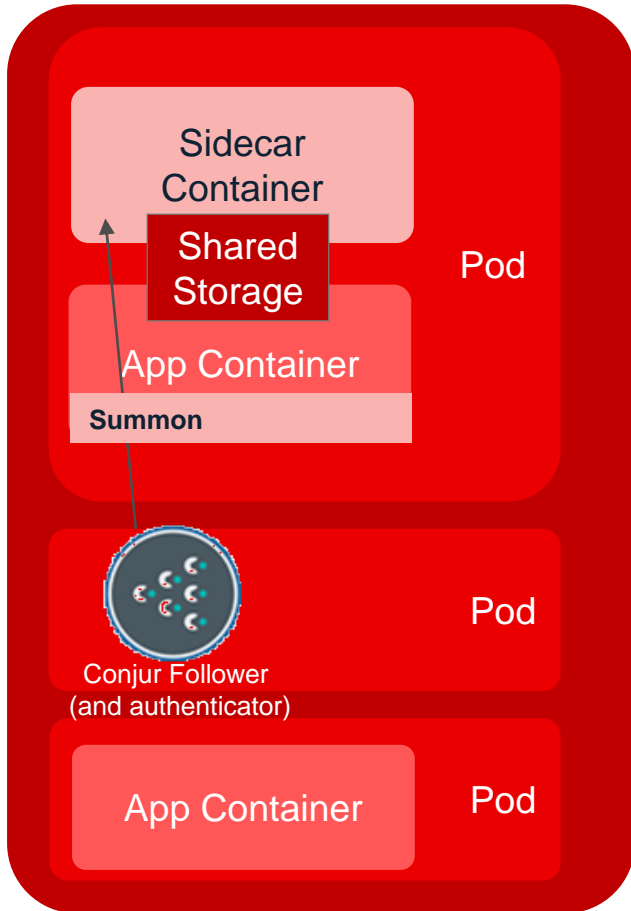 Sidecar
Container
Shared
Storage
Pod
App Container
Summon
Pod
Conjur Follower
(and authenticator)
App Container
Pod